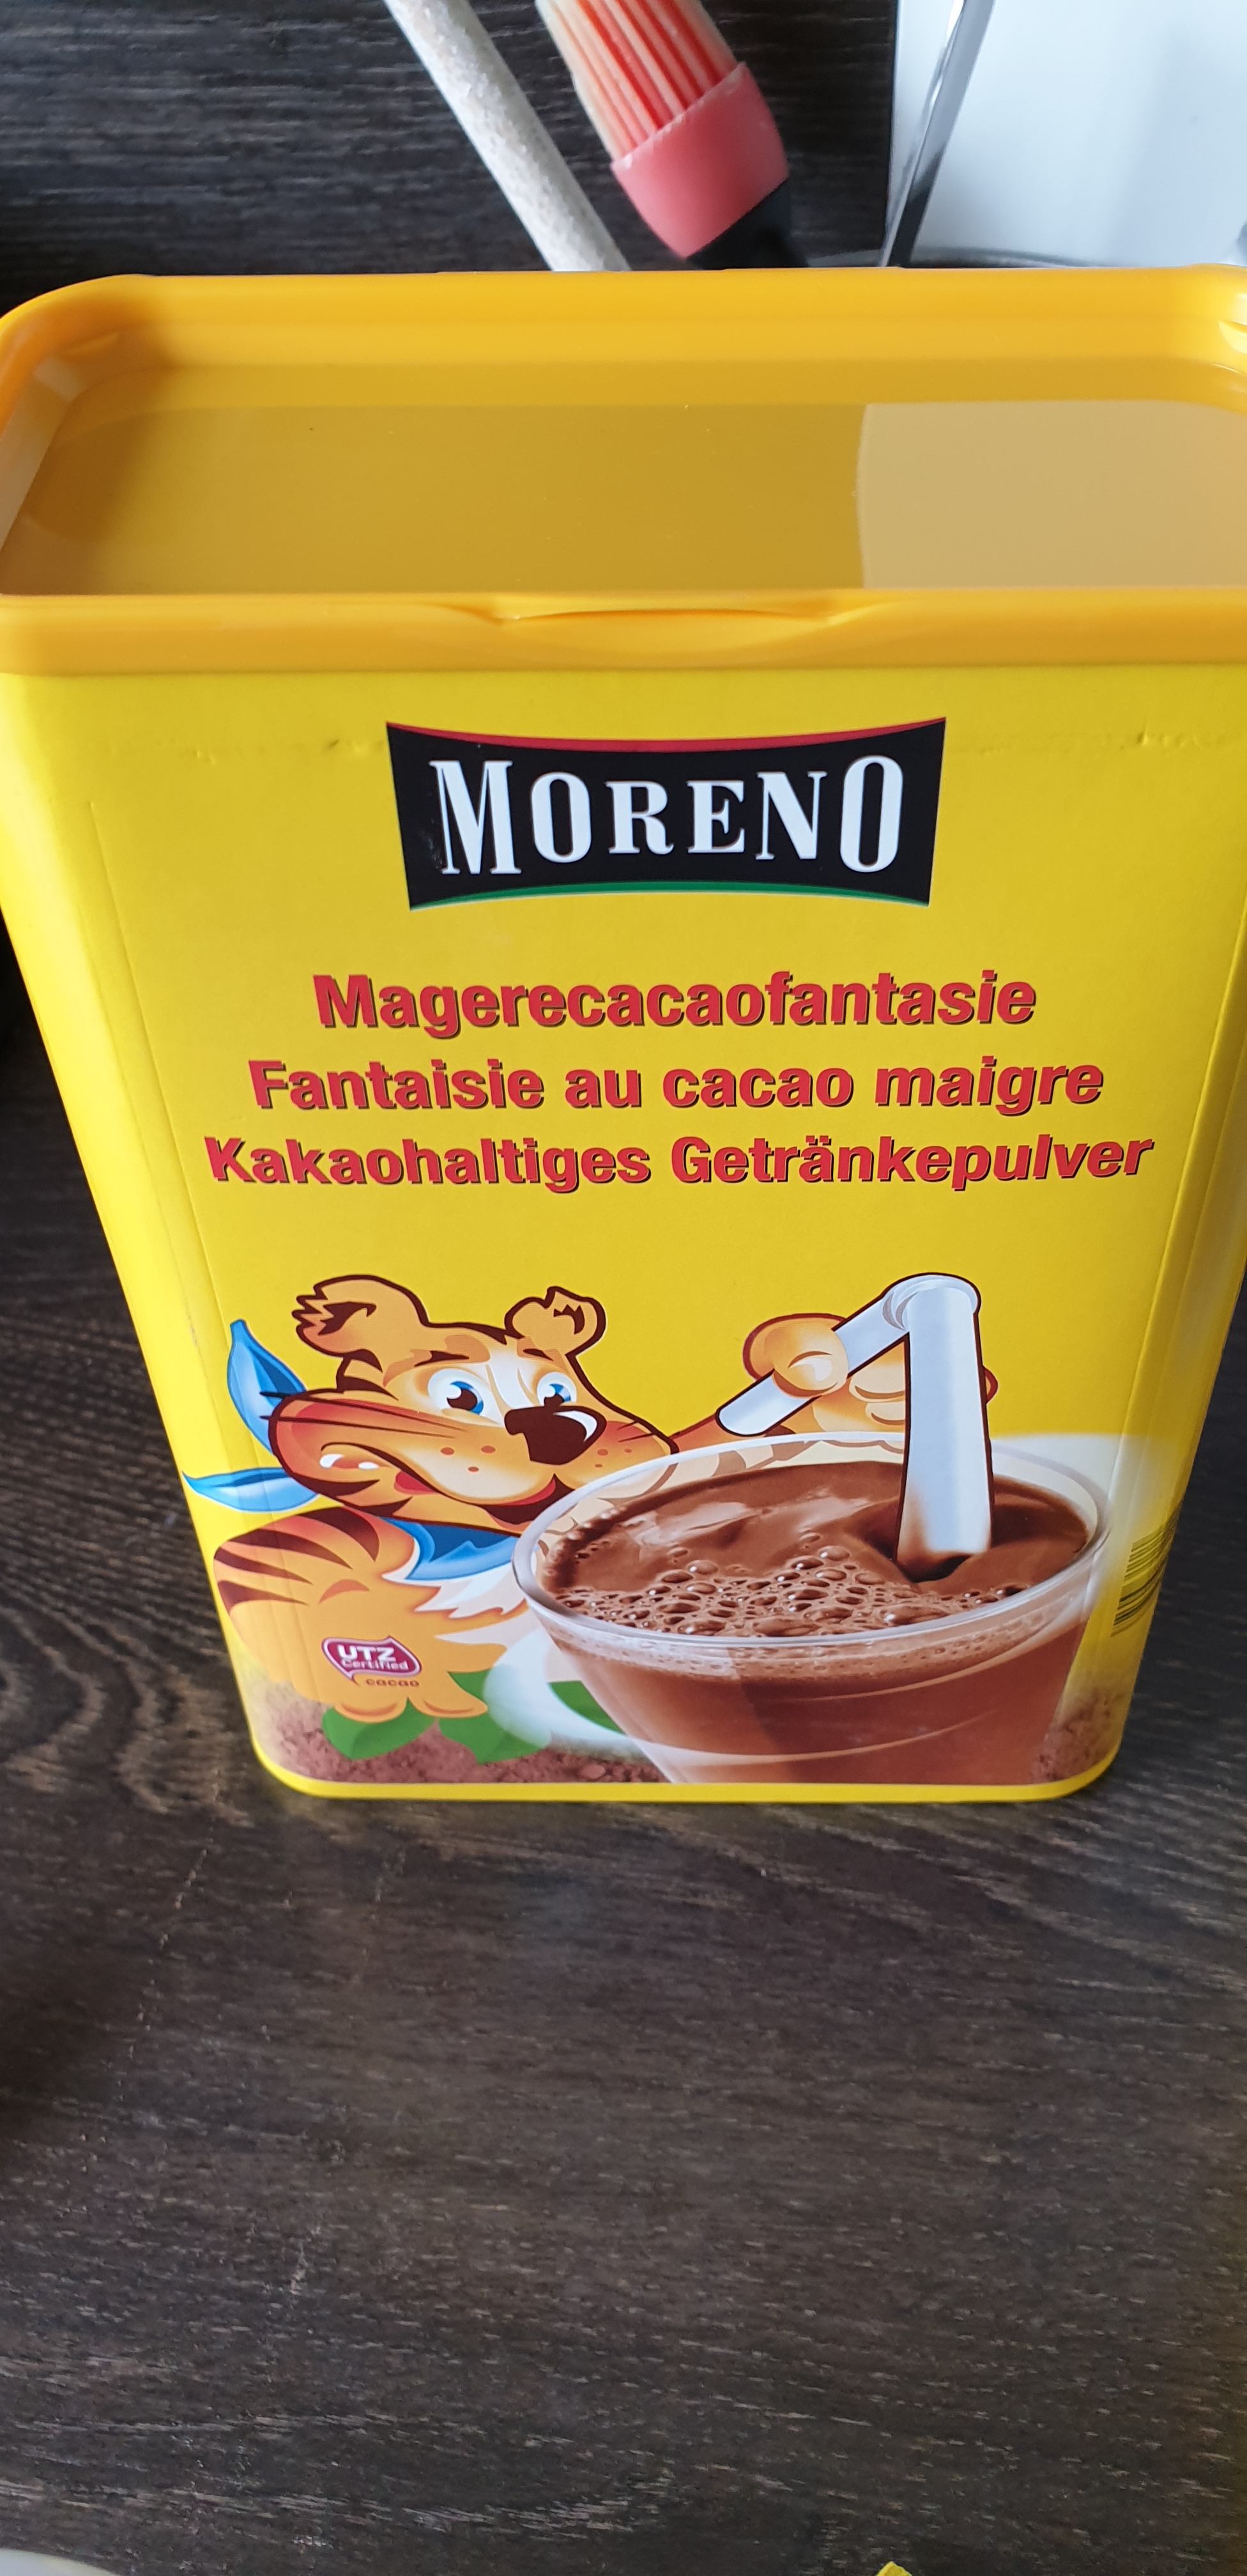 MORENO
Magerecacaofantasie
Fantaisie au cacao maigre
Kakaohaltiges Getränkepulver
UTZ
Certified
cacao